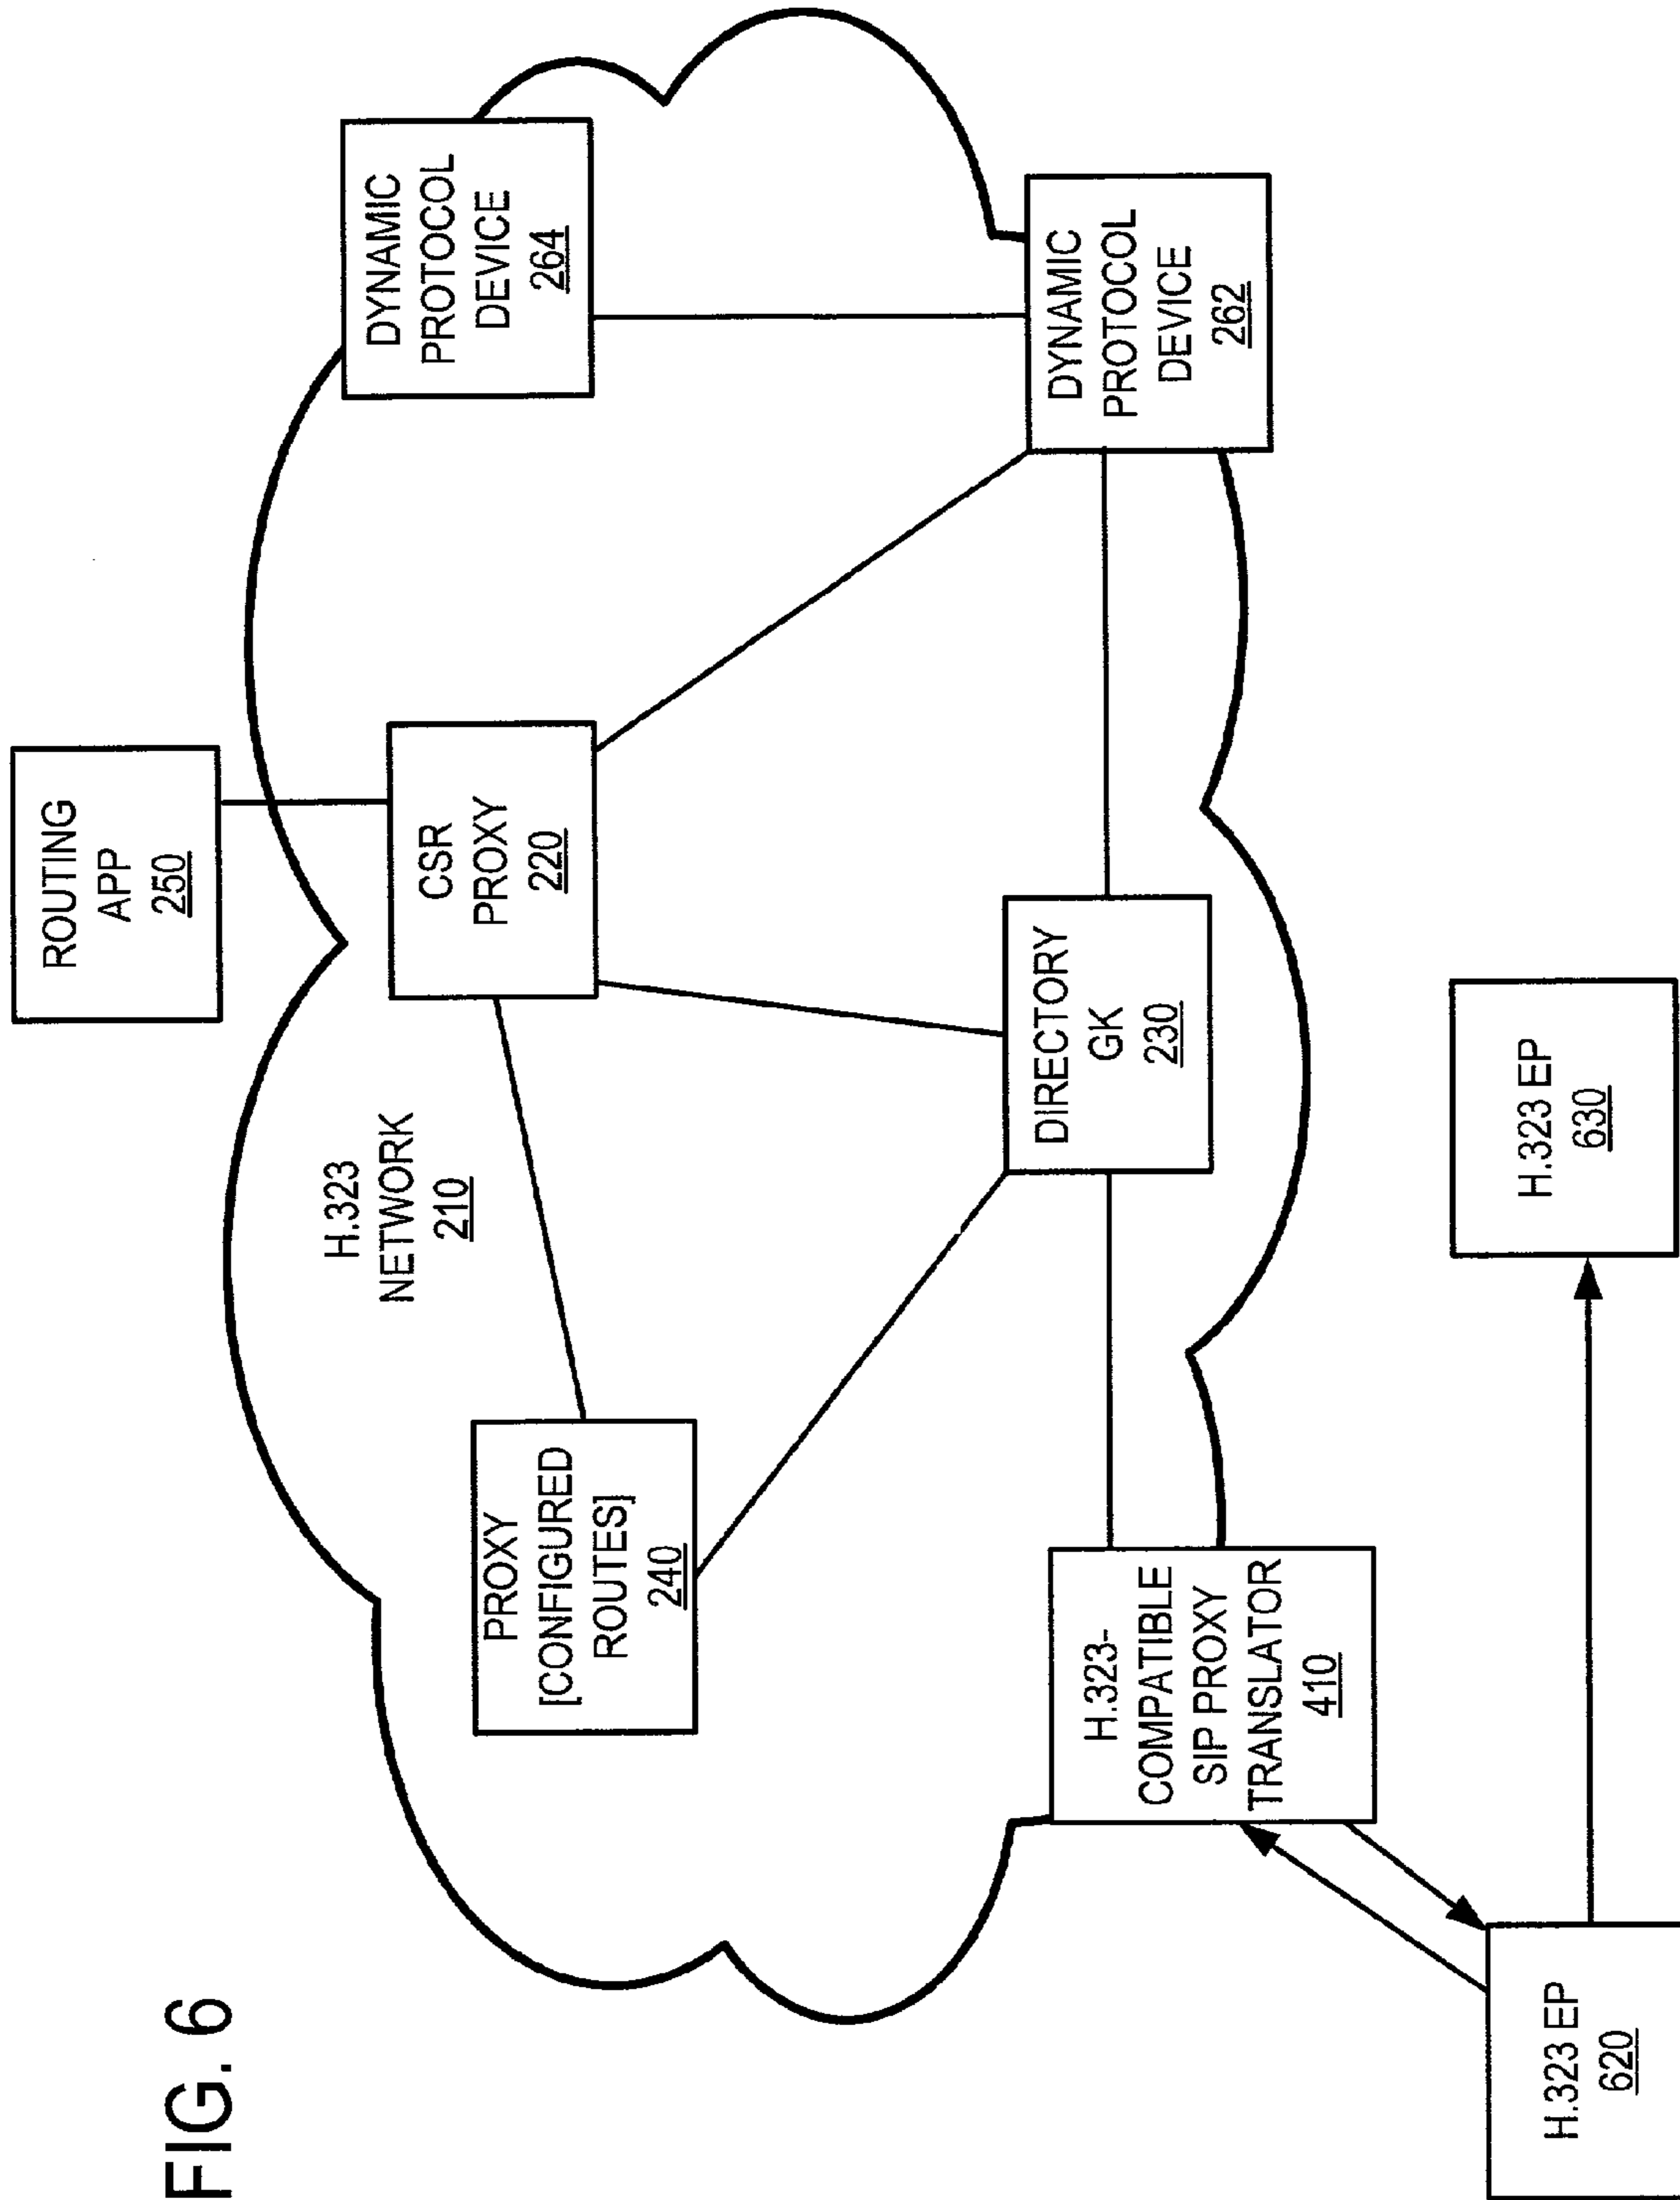 FIG. 6
ROUTING
APP
250
H.323
NETWORK
210
CSR
PROXY
220
DYNAMIC
PROTOCOL
DEVICE
264
PROXY
[CONFIGURED
ROUTES]
240
DIRECTORY
GK
230
DYNAMIC
PROTOCOL
DEVICE
262
H.323-
COMPATIBLE
SIP PROXY
TRANSLATOR
410
H.323 EP
620
H.323 EP
630